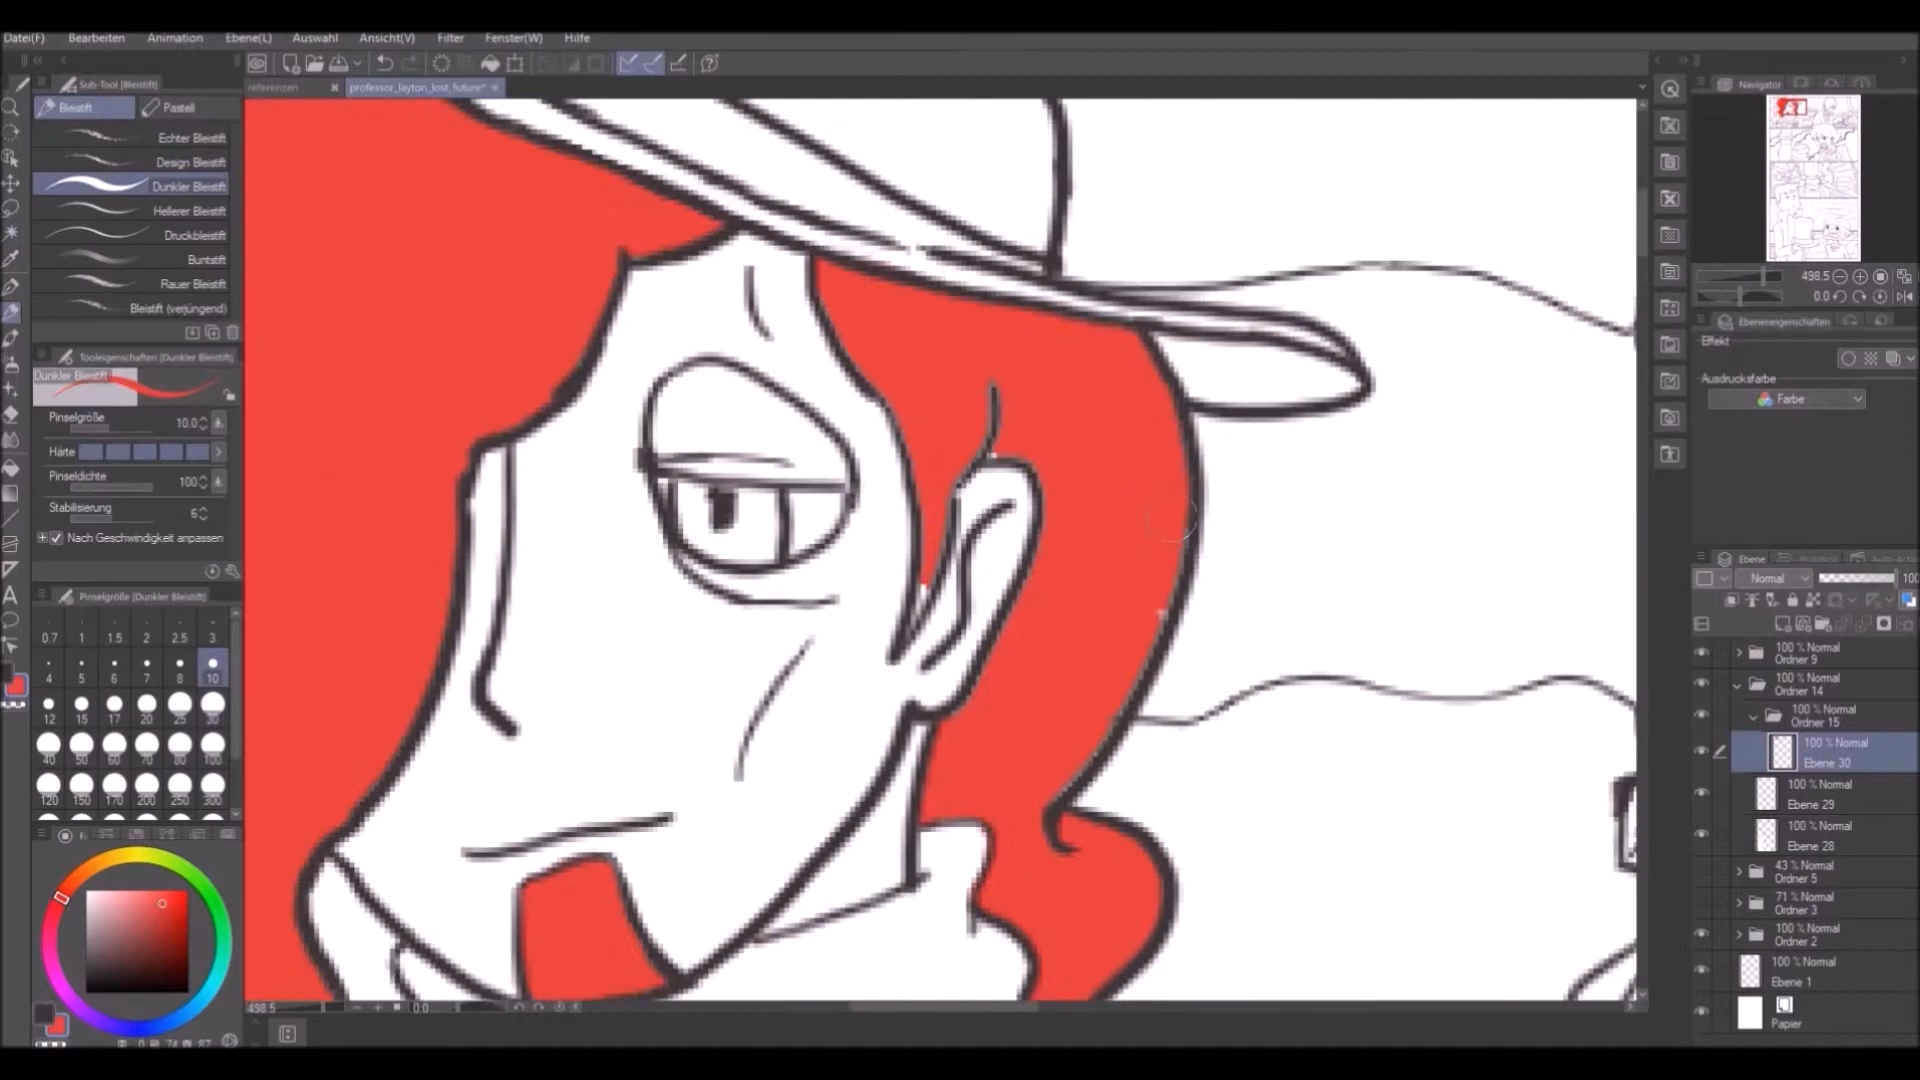 Datei(F) Bearbeiten Animation Ebene(L) Auswahl Ansicht(V) Filter Fenster(W) Hilfe
Sub-Tool [Bleistift]
referenzen professor_layton_lost_future*
Bleistift Pastell
Echter Bleistift
Design Bleistift
Dunkler Bleistift
Hellerer Bleistift
Druckbleistift
Buntstift
Rauer Bleistift
Bleistift (verjüngend)
Tooleigenschaften [Dunkler Bleistift]
Dunkler Bleistift
Pinselgröße 10.0
Härte
Pinseldichte 100
Stabilisierung 6
Nach Geschwindigkeit anpassen
Pinselgröße [Dunkler Bleistift]
0.7 1 1.5 2 2.5 3
4 5 6 7 8 10
12 15 17 20 25 30
40 50 60 70 80 100
120 150 170 200 250 300
0 74 87
498.5 0.0
Navigator
498.5
0.0
Ebeneneigenschaften
Effekt
Ausdrucksfarbe
Farbe
Ebene Protokoll Auto-Action
Normal 100
100 % Normal
Ordner 9
100 % Normal
Ordner 14
100 % Normal
Ordner 15
100 % Normal
Ebene 30
100 % Normal
Ebene 29
100 % Normal
Ebene 28
43 % Normal
Ordner 5
71 % Normal
Ordner 3
100 % Normal
Ordner 2
100 % Normal
Ebene 1
Papier